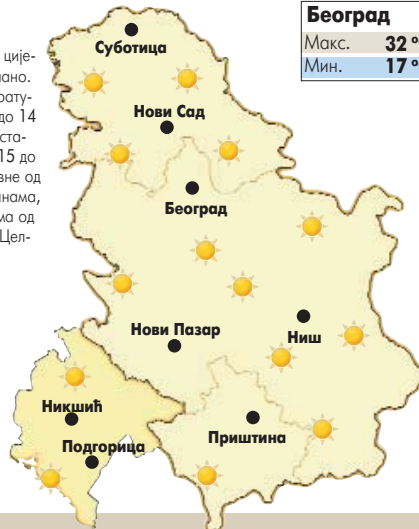 ције-
ано.
рату-
до 14
ста-
15 до
вне од
нама,
ма од
Цел-
Београд
Макс. 32 °
Мин. 17 °
Суботица
Нови Сад
Београд
Нови Пазар
Ниш
Никшић
Подгорица
Приштина